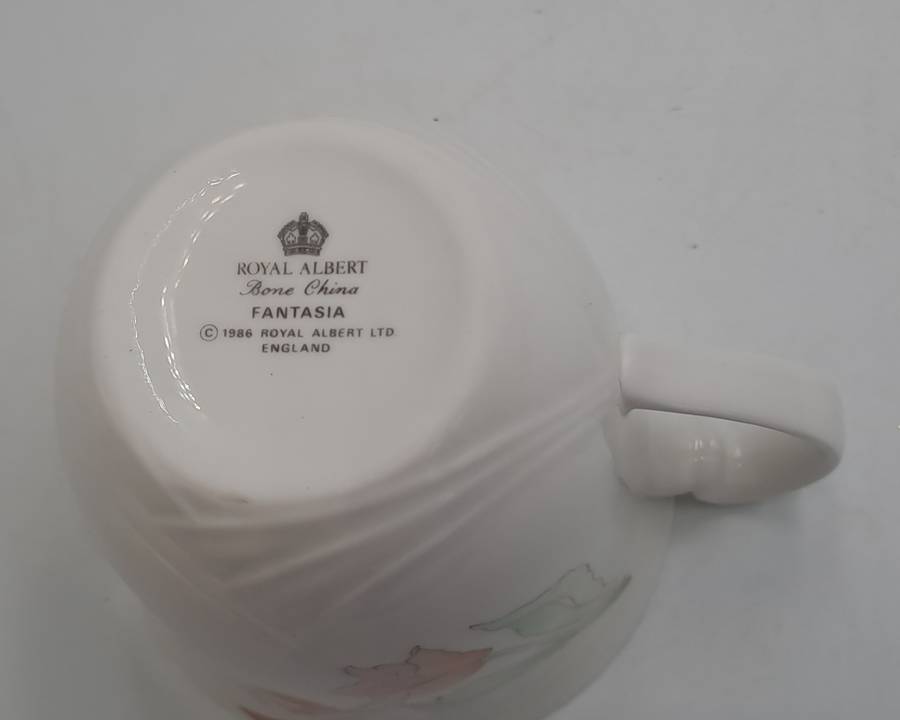 ROYAL ALBERT
Bone China
FANTASIA
© 1986 ROYAL ALBERT LTD
ENGLAND